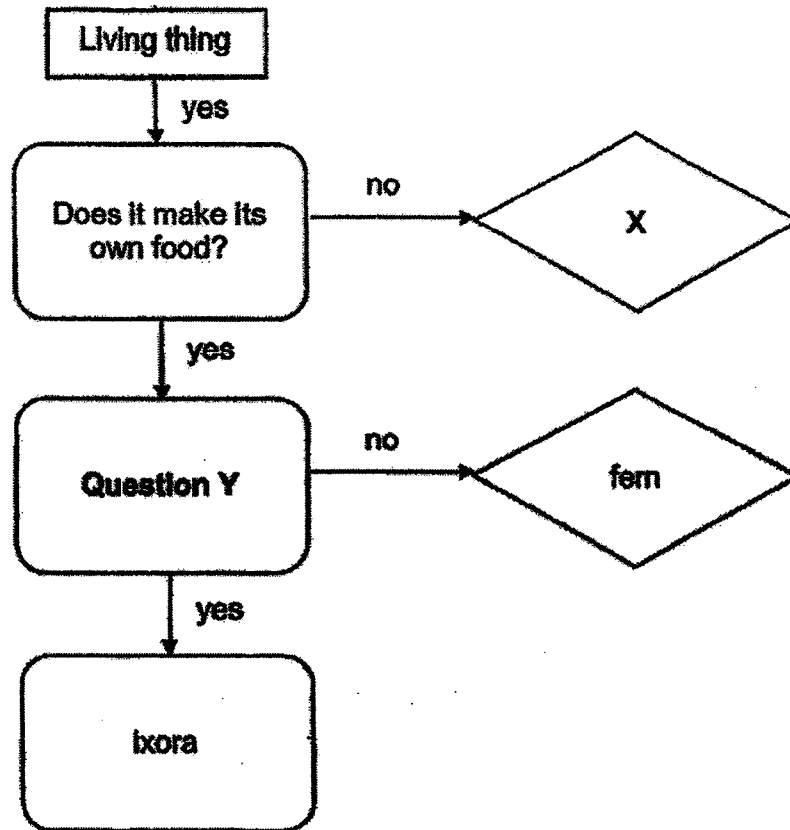 Living thing
yes
Does it make its
own food?
no
X
yes
Question Y
no
fern
yes
ixora